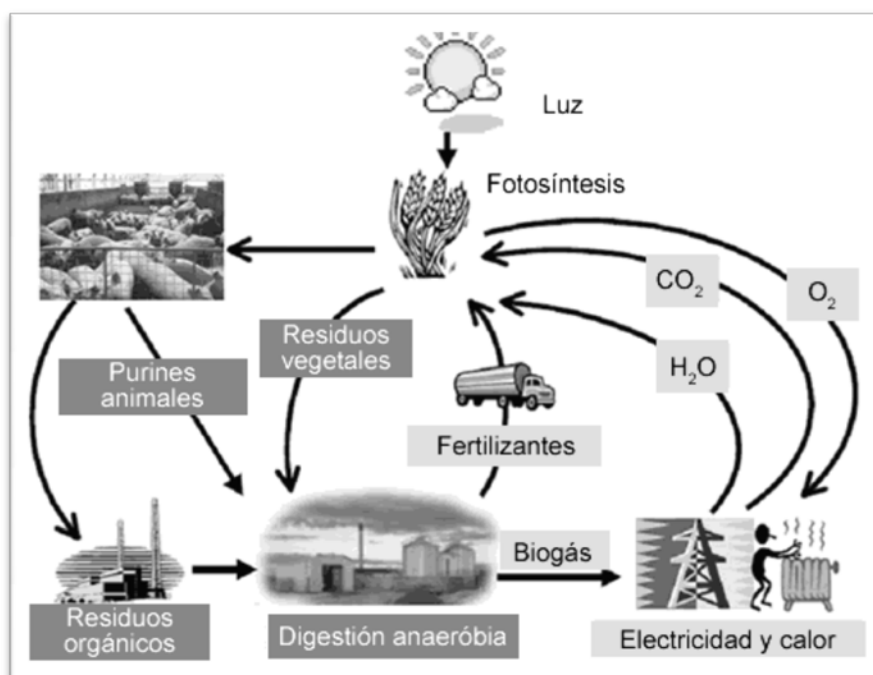 Luz
Fotosíntesis
CO₂
O₂
Residuos
vegetales
H₂O
Purines
animales
Fertilizantes
Biogás
Residuos
orgánicos
Digestión anaeróbia
Electricidad y calor